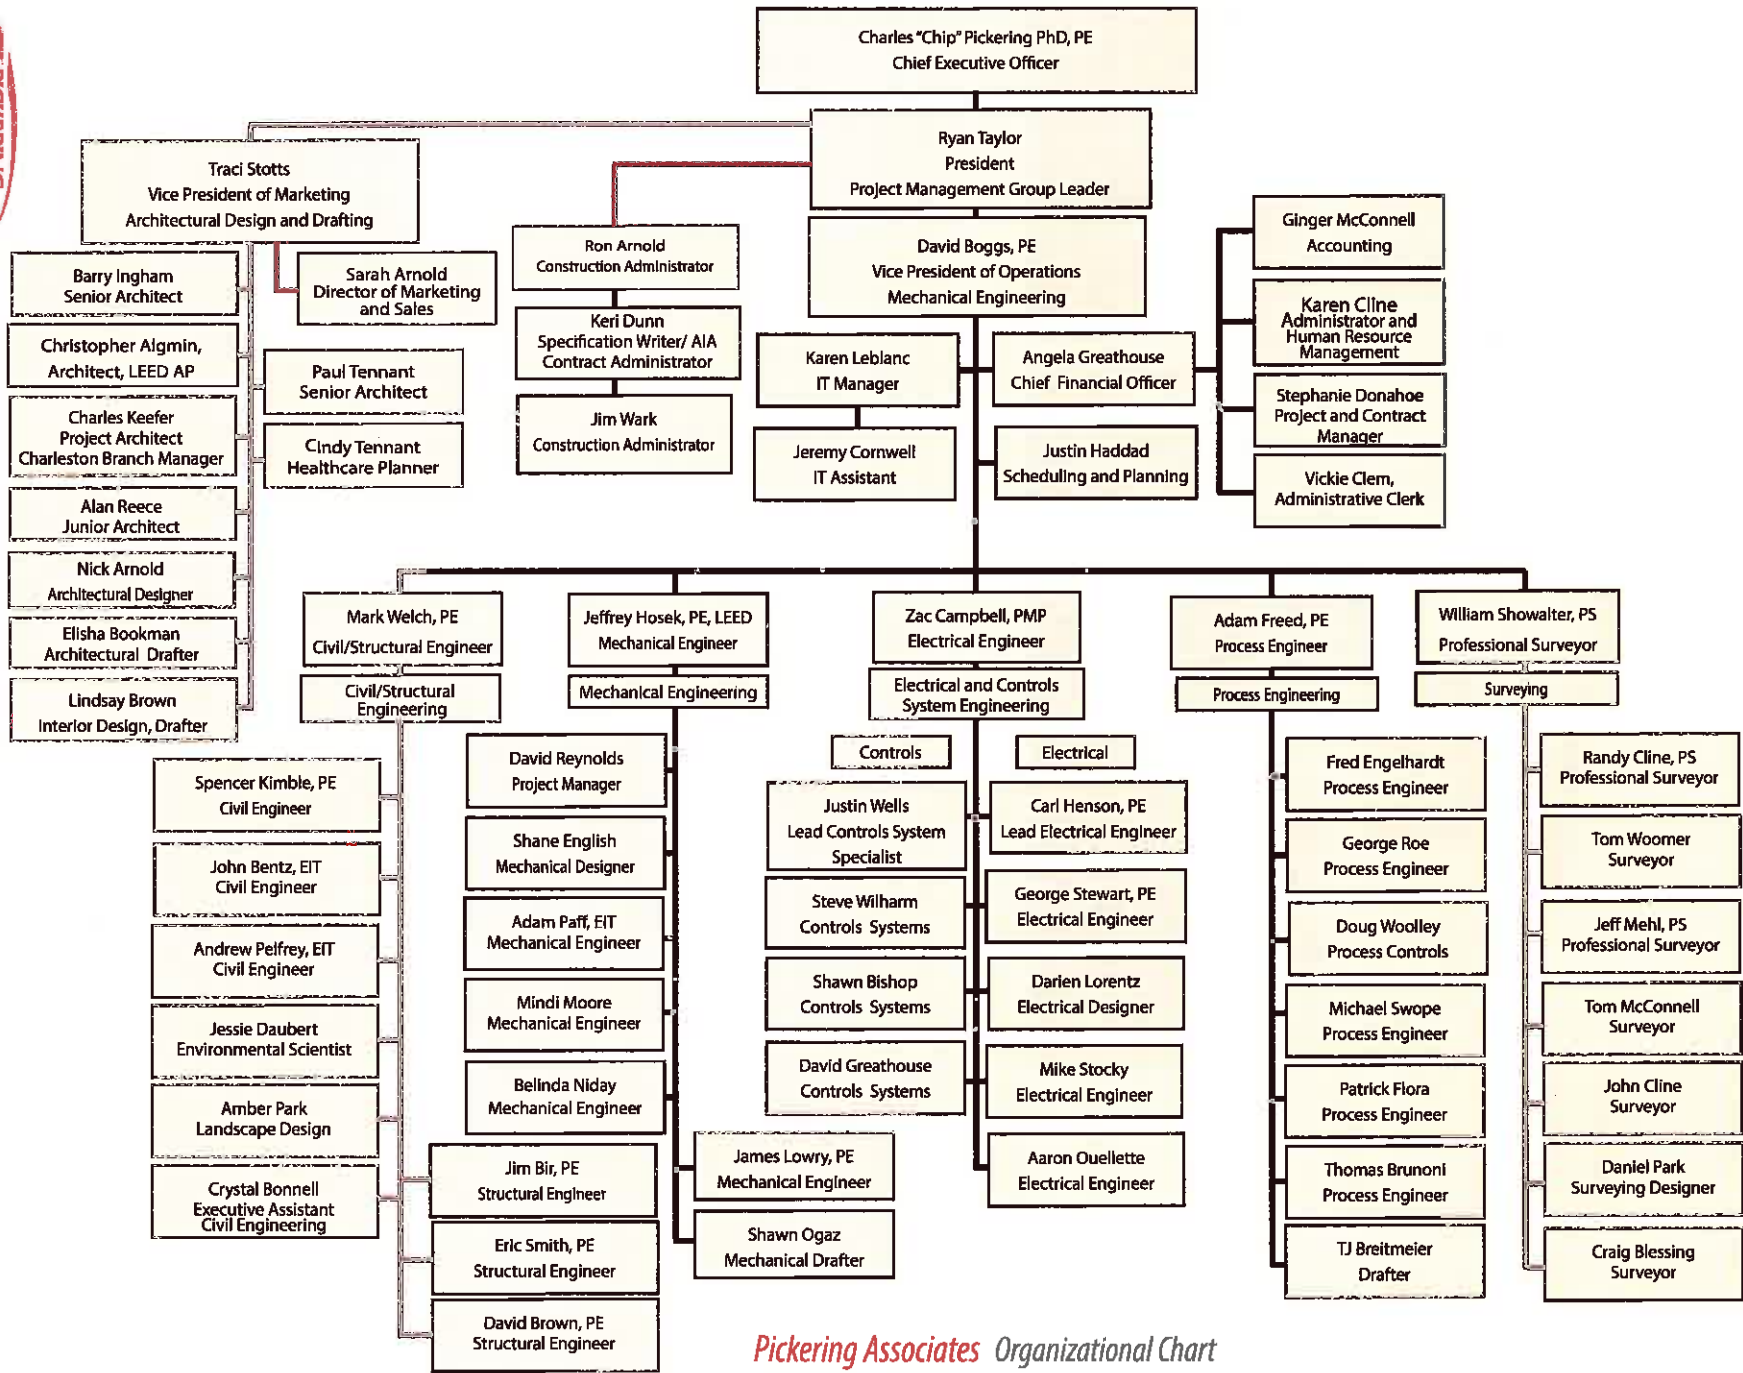 Charles "Chip" Pickering PhD, PE
Chief Executive Officer
Ryan Taylor
President
Project Management Group Leader
Traci Stotts
Vice President of Marketing
Architectural Design and Drafting
Barry Ingham
Senior Architect
Sarah Arnold
Director of Marketing
and Sales
Christopher Algmin,
Architect, LEED AP
Paul Tennant
Senior Architect
Charles Keefer
Project Architect
Charleston Branch Manager
Cindy Tennant
Healthcare Planner
Alan Reece
Junior Architect
Nick Arnold
Architectural Designer
Elisha Bookman
Architectural Drafter
Lindsay Brown
Interior Design, Drafter
Ron Arnold
Construction Administrator
Keri Dunn
Specification Writer/ AIA
Contract Administrator
Jim Wark
Construction Administrator
David Boggs, PE
Vice President of Operations
Mechanical Engineering
Karen Leblanc
IT Manager
Jeremy Cornwell
IT Assistant
Angela Greathouse
Chief Financial Officer
Justin Haddad
Scheduling and Planning
Ginger McConnell
Accounting
Karen Cline
Administrator and
Human Resource
Management
Stephanie Donahoe
Project and Contract
Manager
Vickie Clem,
Administrative Clerk
Mark Welch, PE
Civil/Structural Engineer
Civil/Structural
Engineering
Spencer Kimble, PE
Civil Engineer
John Bentz, EIT
Civil Engineer
Andrew Pelfrey, EIT
Civil Engineer
Jessie Daubert
Environmental Scientist
Amber Park
Landscape Design
Crystal Bonnell
Executive Assistant
Civil Engineering
Jim Bir, PE
Structural Engineer
Eric Smith, PE
Structural Engineer
David Brown, PE
Structural Engineer
Jeffrey Hosek, PE, LEED
Mechanical Engineer
Mechanical Engineering
David Reynolds
Project Manager
Shane English
Mechanical Designer
Adam Paff, EIT
Mechanical Engineer
Mindi Moore
Mechanical Engineer
Belinda Niday
Mechanical Engineer
James Lowry, PE
Mechanical Engineer
Shawn Ogaz
Mechanical Drafter
Zac Campbell, PMP
Electrical Engineer
Electrical and Controls
System Engineering
Controls
Justin Wells
Lead Controls System
Specialist
Steve Wilharm
Controls Systems
Shawn Bishop
Controls Systems
David Greathouse
Controls Systems
Electrical
Carl Henson, PE
Lead Electrical Engineer
George Stewart, PE
Electrical Engineer
Darien Lorentz
Electrical Designer
Mike Stocky
Electrical Engineer
Aaron Ouellette
Electrical Engineer
Adam Freed, PE
Process Engineer
Process Engineering
Fred Engelhardt
Process Engineer
George Roe
Process Engineer
Doug Woolley
Process Controls
Michael Swope
Process Engineer
Patrick Flora
Process Engineer
Thomas Brunoni
Process Engineer
TJ Breitmeier
Drafter
William Showalter, PS
Professional Surveyor
Surveying
Randy Cline, PS
Professional Surveyor
Tom Woomer
Surveyor
Jeff Mehl, PS
Professional Surveyor
Tom McConnell
Surveyor
John Cline
Surveyor
Daniel Park
Surveying Designer
Craig Blessing
Surveyor
Pickering Associates Organizational Chart